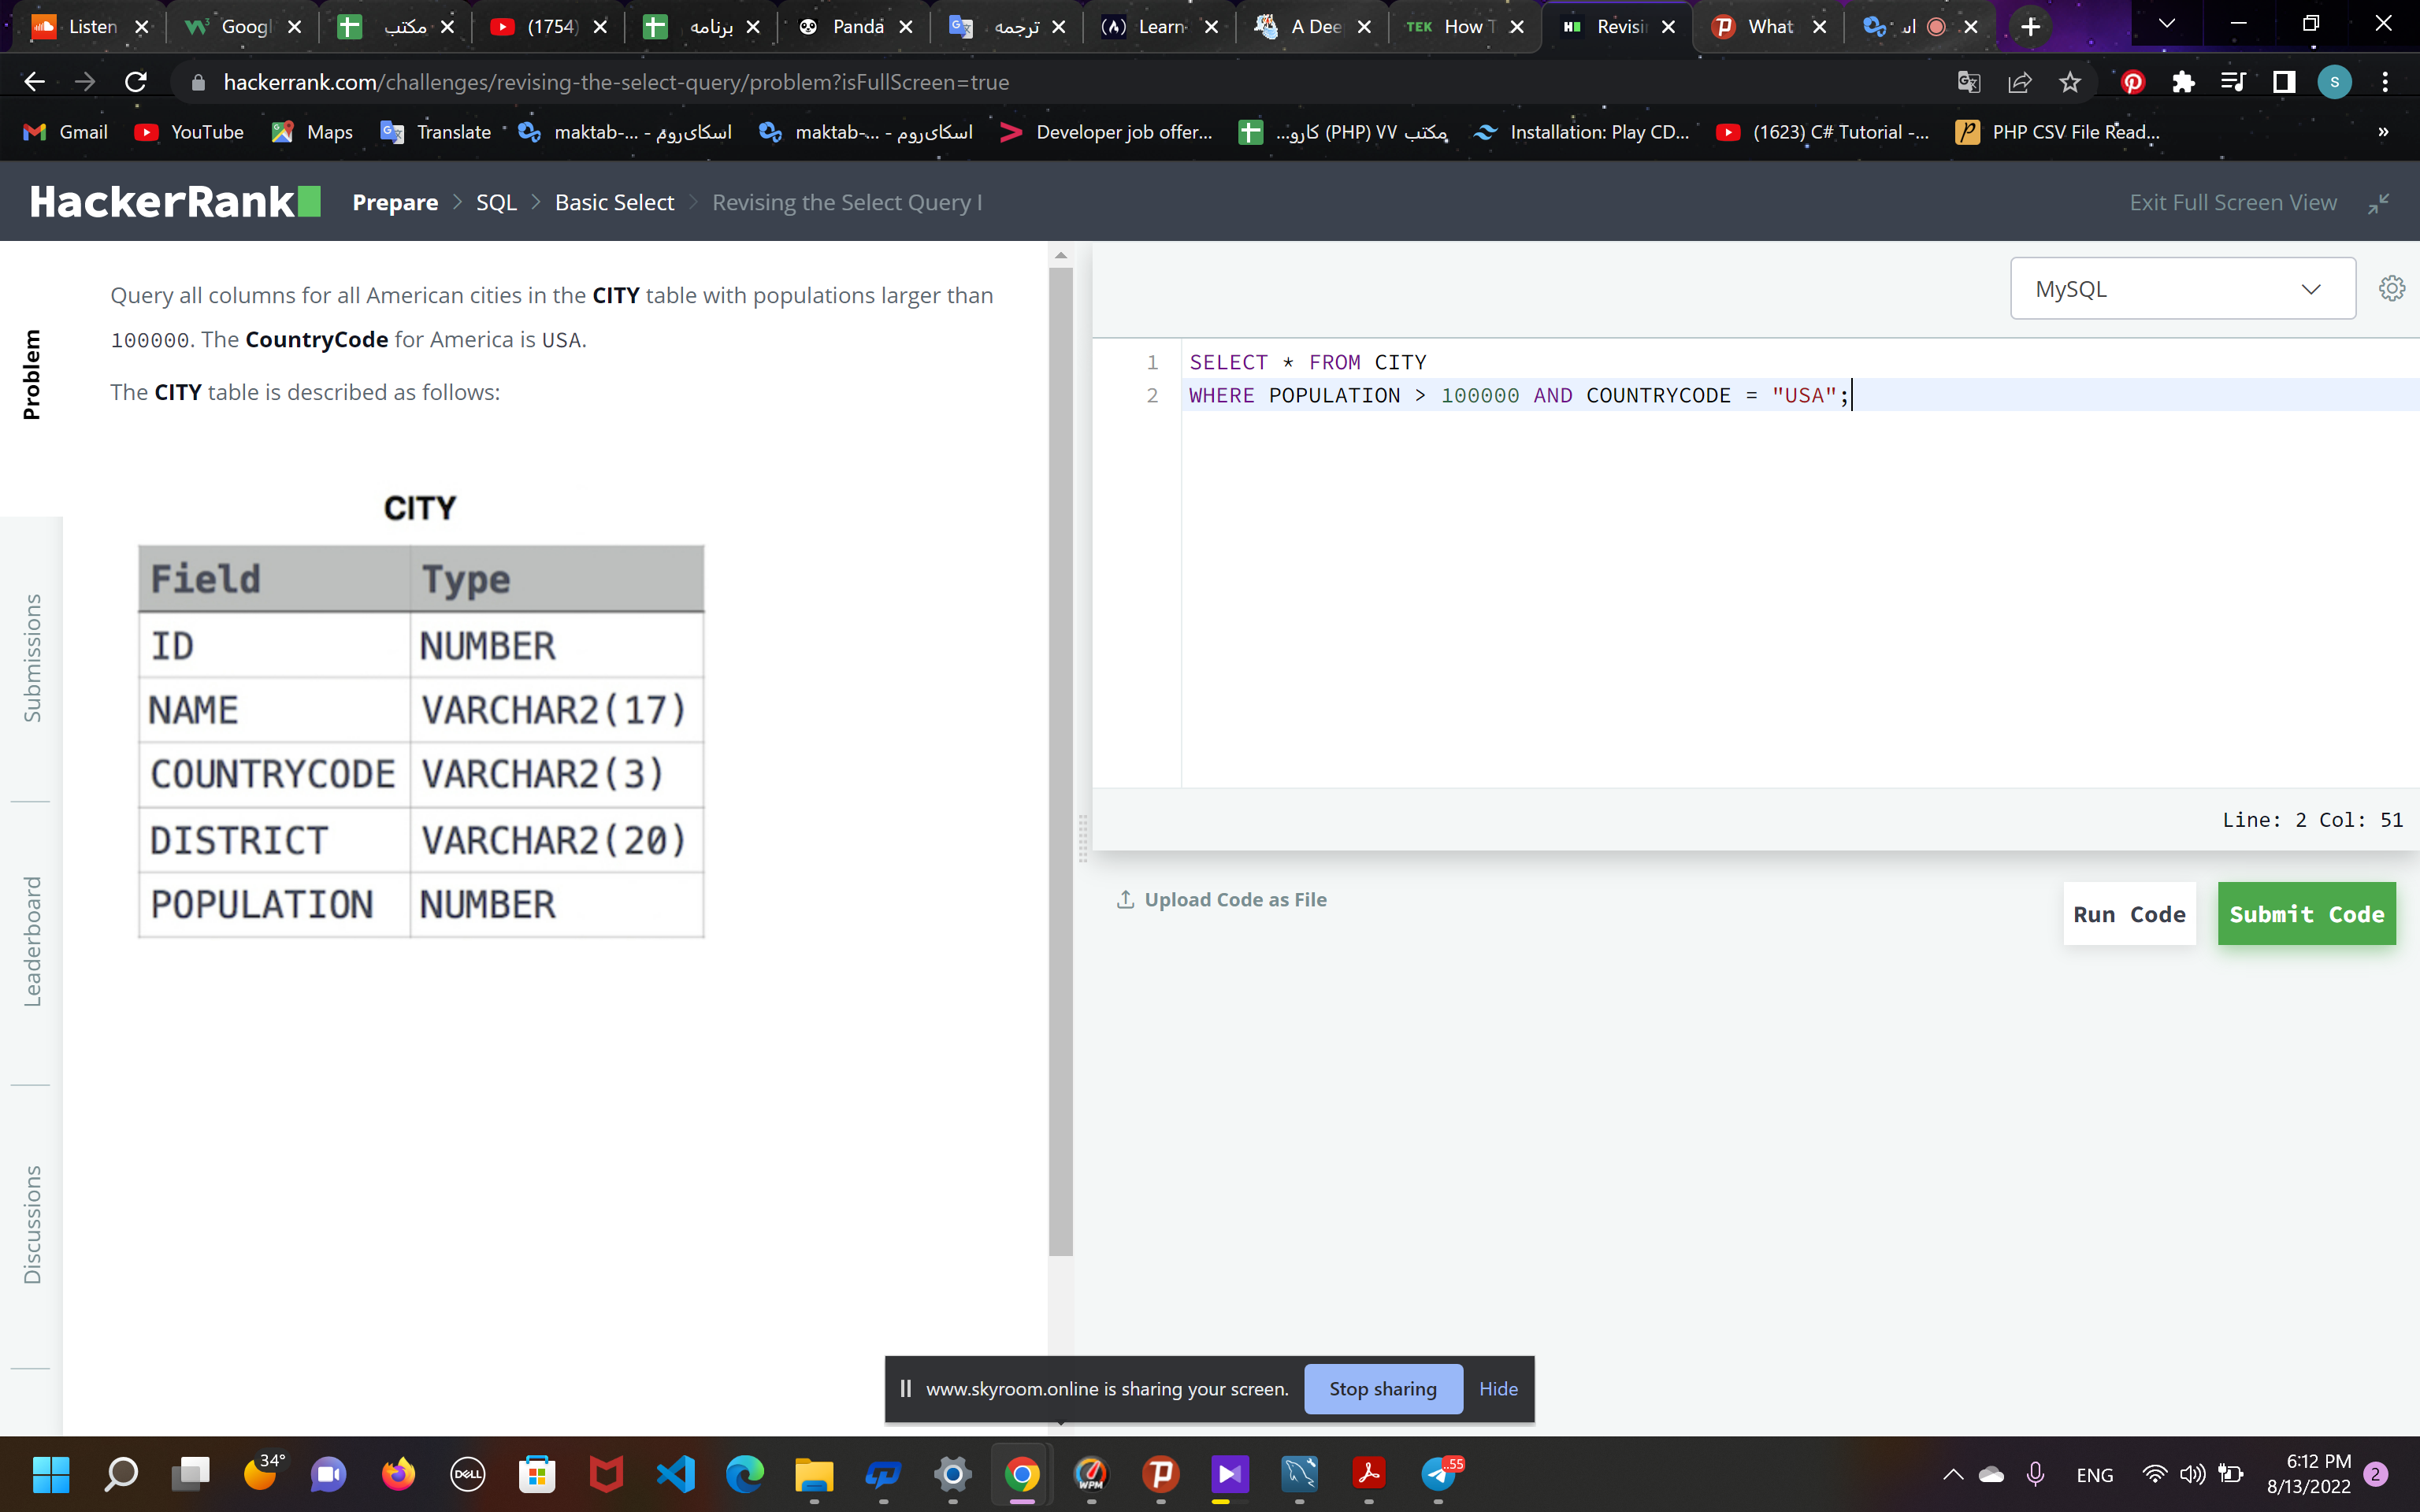 Listen
Googl
مکتب
(1754)
برنامه
Panda
ترجمه
Learn
A Dee
TEK How T
Revisi
What
اس
hackerrank.com/challenges/revising-the-select-query/problem?isFullScreen=true
S
Gmail
YouTube
Maps
Translate
maktab-... - اسکای‌روم
maktab-... - اسکای‌روم
Developer job offer...
مکتب ۷۷ (PHP) کارو...
Installation: Play CD...
(1623) C# Tutorial -...
PHP CSV File Read...
»
HackerRank
Prepare > SQL > Basic Select > Revising the Select Query I
Exit Full Screen View
Problem
Submissions
Leaderboard
Discussions
Query all columns for all American cities in the CITY table with populations larger than
100000. The CountryCode for America is USA.
The CITY table is described as follows:
CITY
Field Type
ID NUMBER
NAME VARCHAR2(17)
COUNTRYCODE VARCHAR2(3)
DISTRICT VARCHAR2(20)
POPULATION NUMBER
MySQL
1 SELECT * FROM CITY
2 WHERE POPULATION > 100000 AND COUNTRYCODE = "USA";
Line: 2 Col: 51
Upload Code as File
Run Code
Submit Code
www.skyroom.online is sharing your screen.
Stop sharing
Hide
34°
DELL
WPM
..55
ENG
6:12 PM
8/13/2022
2